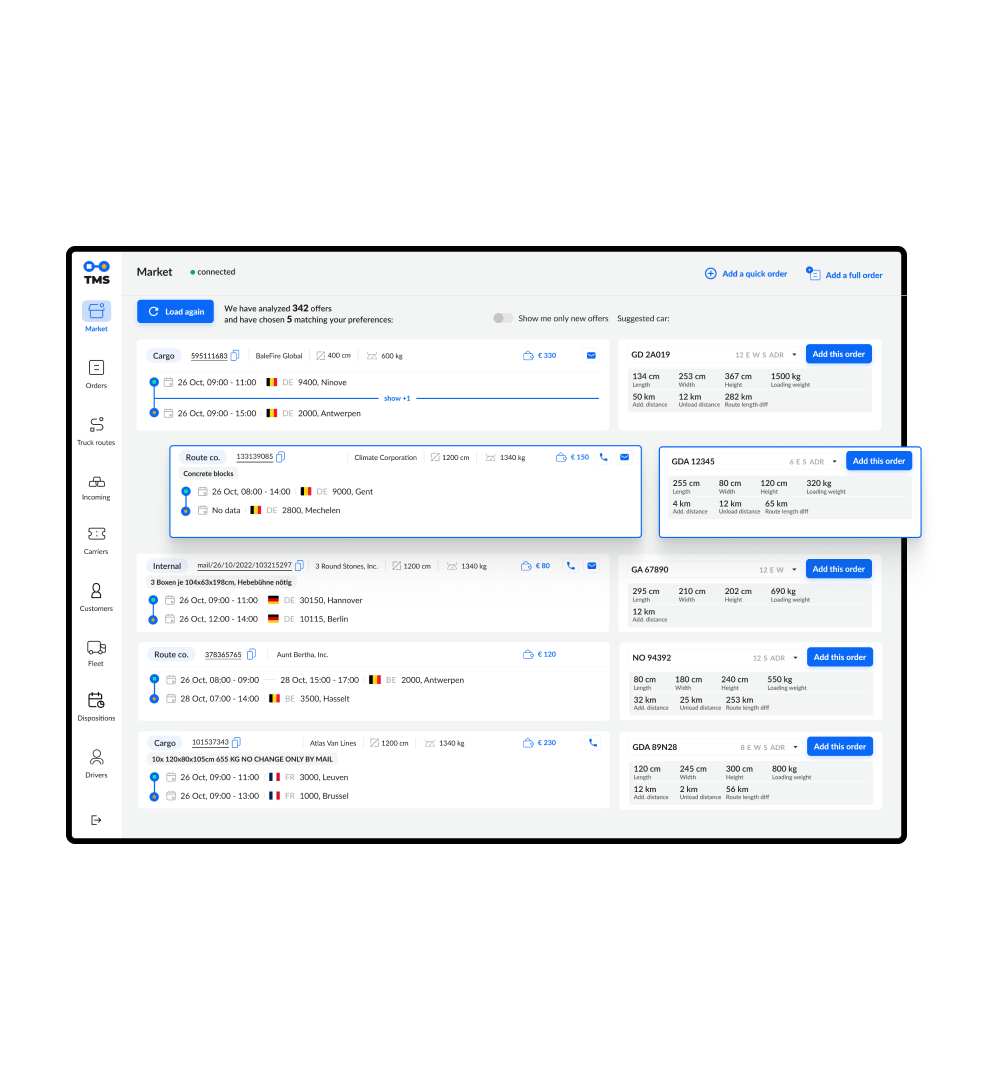 TMS
Market
Orders
Truck routes
Incoming
Carriers
Customers
Fleet
Dispositions
Drivers
Market connected
Add a quick order Add a full order
Load again
We have analyzed 342 offers
and have chosen 5 matching your preferences:
Show me only new offers Suggested car:
Cargo 595111683 BaleFire Global 400 cm 600 kg € 330
26 Oct, 09:00 - 11:00 DE 9400, Ninove
show +1
26 Oct, 09:00 - 15:00 DE 2000, Antwerpen
GD 2A019 12 E W S ADR Add this order
134 cm 253 cm 367 cm 1500 kg
Length Width Height Loading weight
50 km 12 km 282 km
Add. distance Unload distance Route length diff
Route co. 133139085 Climate Corporation 1200 cm 1340 kg € 150
Concrete blocks
26 Oct, 08:00 - 14:00 DE 9000, Gent
No data DE 2800, Mechelen
GDA 12345 6 E S ADR Add this order
255 cm 80 cm 120 cm 320 kg
Length Width Height Loading weight
4 km 12 km 65 km
Add. distance Unload distance Route length diff
Internal mail/26/10/2022/103215297 3 Round Stones, Inc. 1200 cm 1340 kg € 80
3 Boxen je 104x63x198cm, Hebebühne nötig
26 Oct, 09:00 - 11:00 DE 30150, Hannover
26 Oct, 12:00 - 14:00 DE 10115, Berlin
GA 67890 12 E W Add this order
295 cm 210 cm 202 cm 690 kg
Length Width Height Loading weight
12 km
Add. distance
Route co. 378365765 Aunt Bertha, Inc. € 120
26 Oct, 08:00 - 09:00 28 Oct, 15:00 - 17:00 BE 2000, Antwerpen
28 Oct, 07:00 - 14:00 BE 3500, Hasselt
NO 94392 12 S ADR Add this order
80 cm 180 cm 240 cm 550 kg
Length Width Height Loading weight
32 km 25 km 253 km
Add. distance Unload distance Route length diff
Cargo 101537343 Atlas Van Lines 1200 cm 1340 kg € 230
10x 120x80x105cm 655 KG NO CHANGE ONLY BY MAIL
26 Oct, 09:00 - 11:00 FR 3000, Leuven
26 Oct, 09:00 - 13:00 FR 1000, Brussel
GDA 89N28 8 E W S ADR Add this order
120 cm 245 cm 300 cm 800 kg
Length Width Height Loading weight
12 km 2 km 56 km
Add. distance Unload distance Route length diff